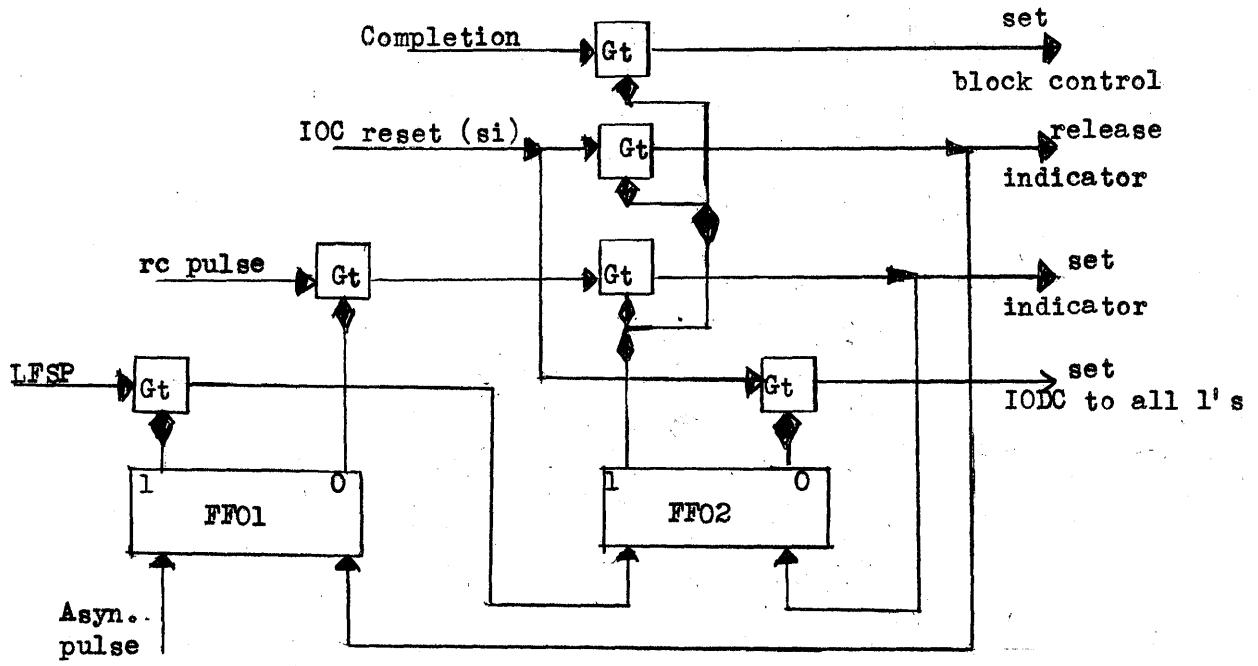 set
Completion
Gt
block control
IOC reset (si)
Gt
release
indicator
rc pulse
Gt
Gt
set
indicator
LFSP
Gt
Gt
set
IODC to all l's
1 0
FF01
1 0
FF02
Asyn.
pulse